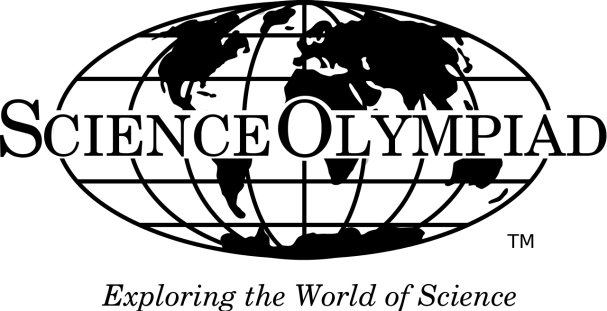 SCIENCE OLYMPIAD
TM
Exploring the World of Science